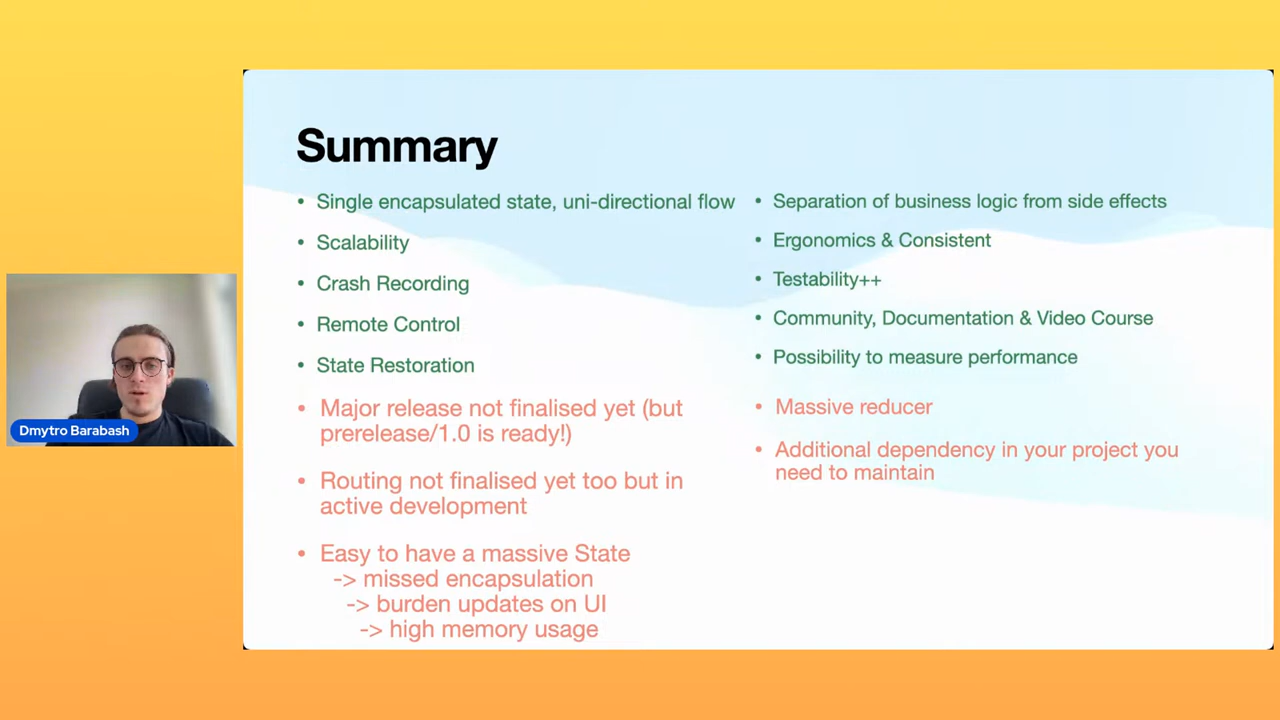 Summary
• Single encapsulated state, uni-directional flow
• Scalability
• Crash Recording
• Remote Control
• State Restoration
• Major release not finalised yet (but
prerelease/1.0 is ready!)
• Routing not finalised yet too but in
active development
• Easy to have a massive State
-> missed encapsulation
-> burden updates on UI
-> high memory usage
• Separation of business logic from side effects
• Ergonomics & Consistent
• Testability++
• Community, Documentation & Video Course
• Possibility to measure performance
• Massive reducer
• Additional dependency in your project you
need to maintain
Dmytro Barabash